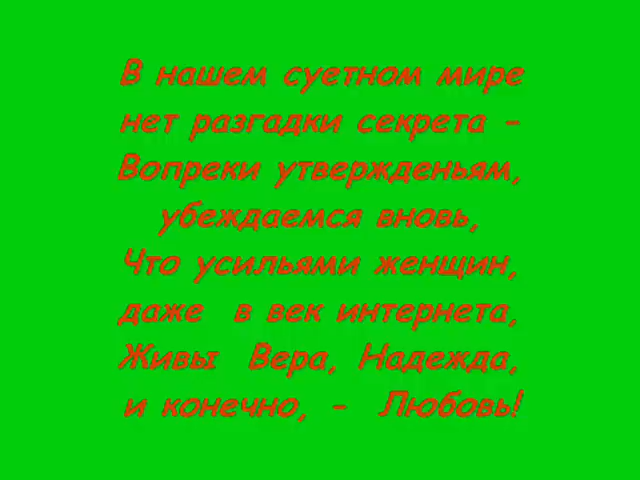 В нашем суетном мире
нет разгадки секрета –
Вопреки утвержденьям,
убеждаемся вновь,
Что усильями женщин,
даже в век интернета,
Живы Вера, Надежда,
и конечно, – Любовь!